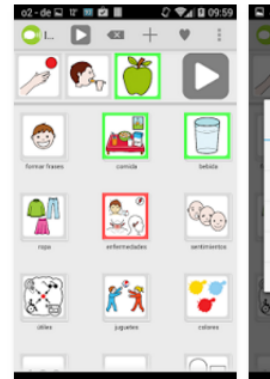 o2 - de 09:59
I...
formar frases comida bebida
ropa enfermedades sentimientos
útiles juguetes colores